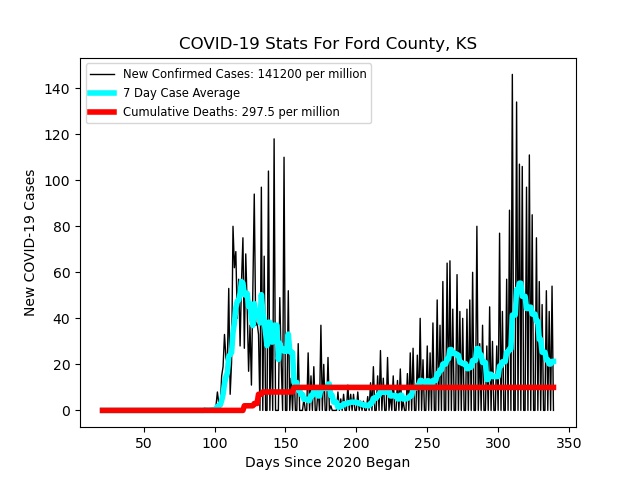 COVID-19 Stats For Ford County, KS
New Confirmed Cases: 141200 per million
7 Day Case Average
Cumulative Deaths: 297.5 per million
New COVID-19 Cases
140
120
100
80
60
40
20
0
50 100 150 200 250 300 350
Days Since 2020 Began